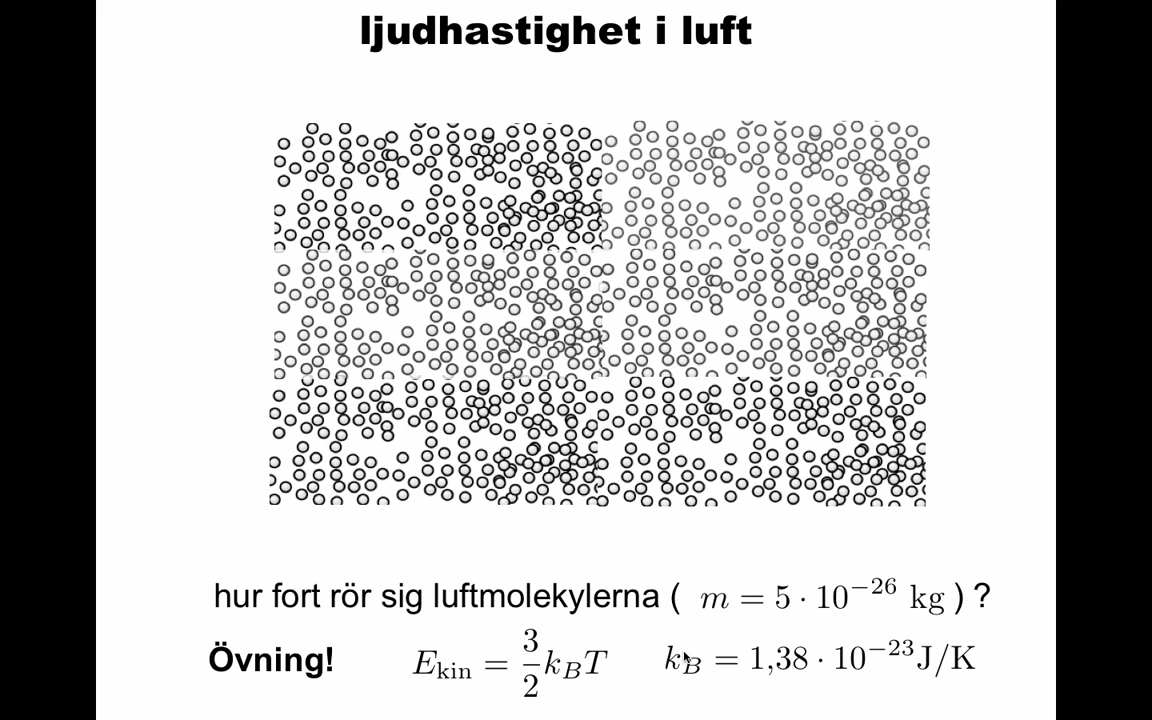 ljudhastighet i luft
hur fort rör sig luftmolekylerna ( m = 5 · 10⁻²⁶ kg ) ?
Övning! E_kin = 3/2 k_B T k_B = 1,38 · 10⁻²³ J/K